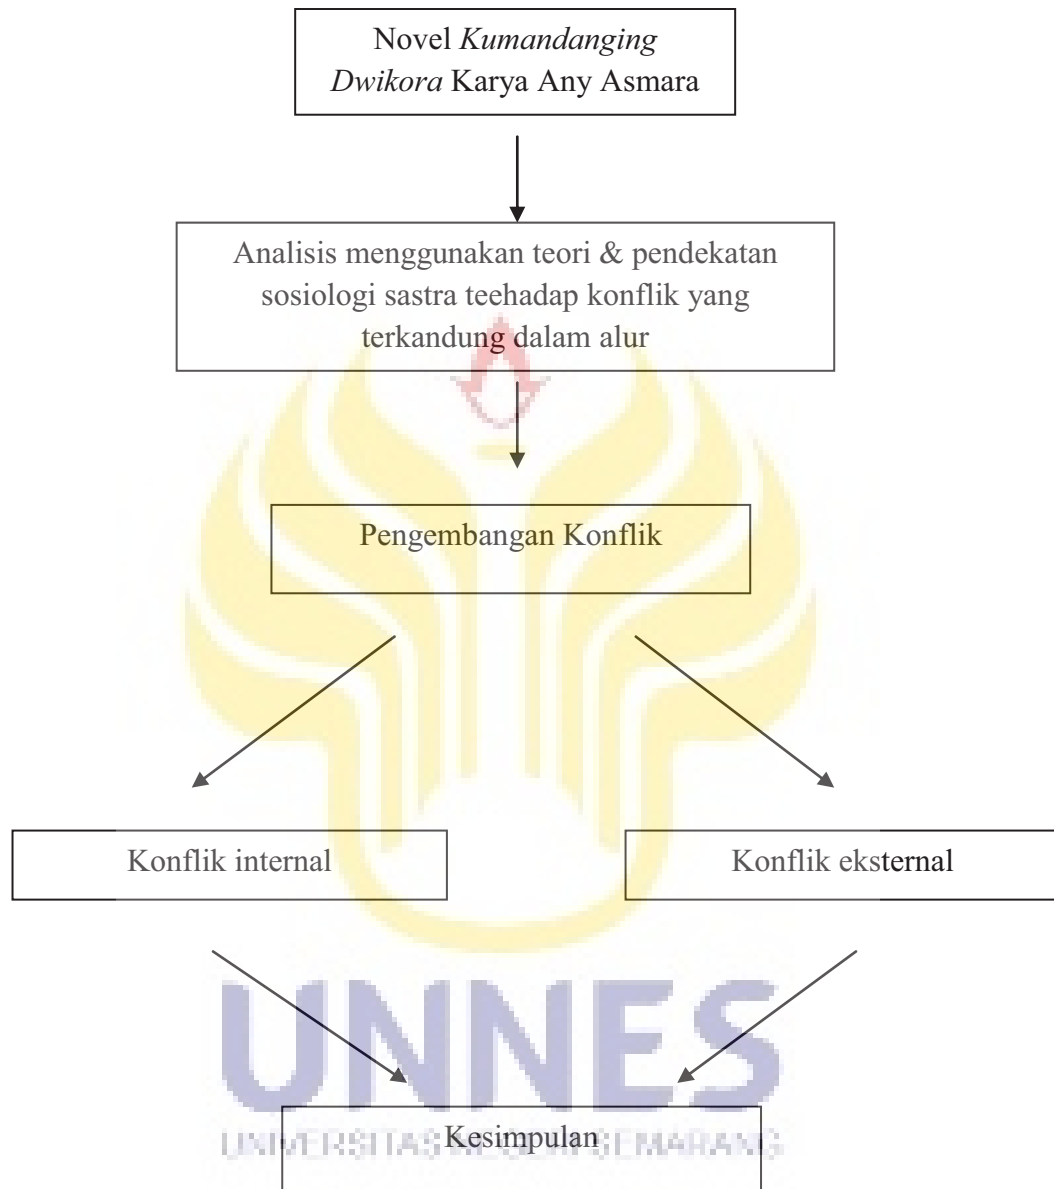 Novel Kumandanging
Dwikora Karya Any Asmara
Analisis menggunakan teori & pendekatan
sosiologi sastra teehadap konflik yang
terkandung dalam alur
Pengembangan Konflik
Konflik internal
Konflik eksternal
UNNES
Kesimpulan
UNIVERSITAS NEGERI SEMARANG